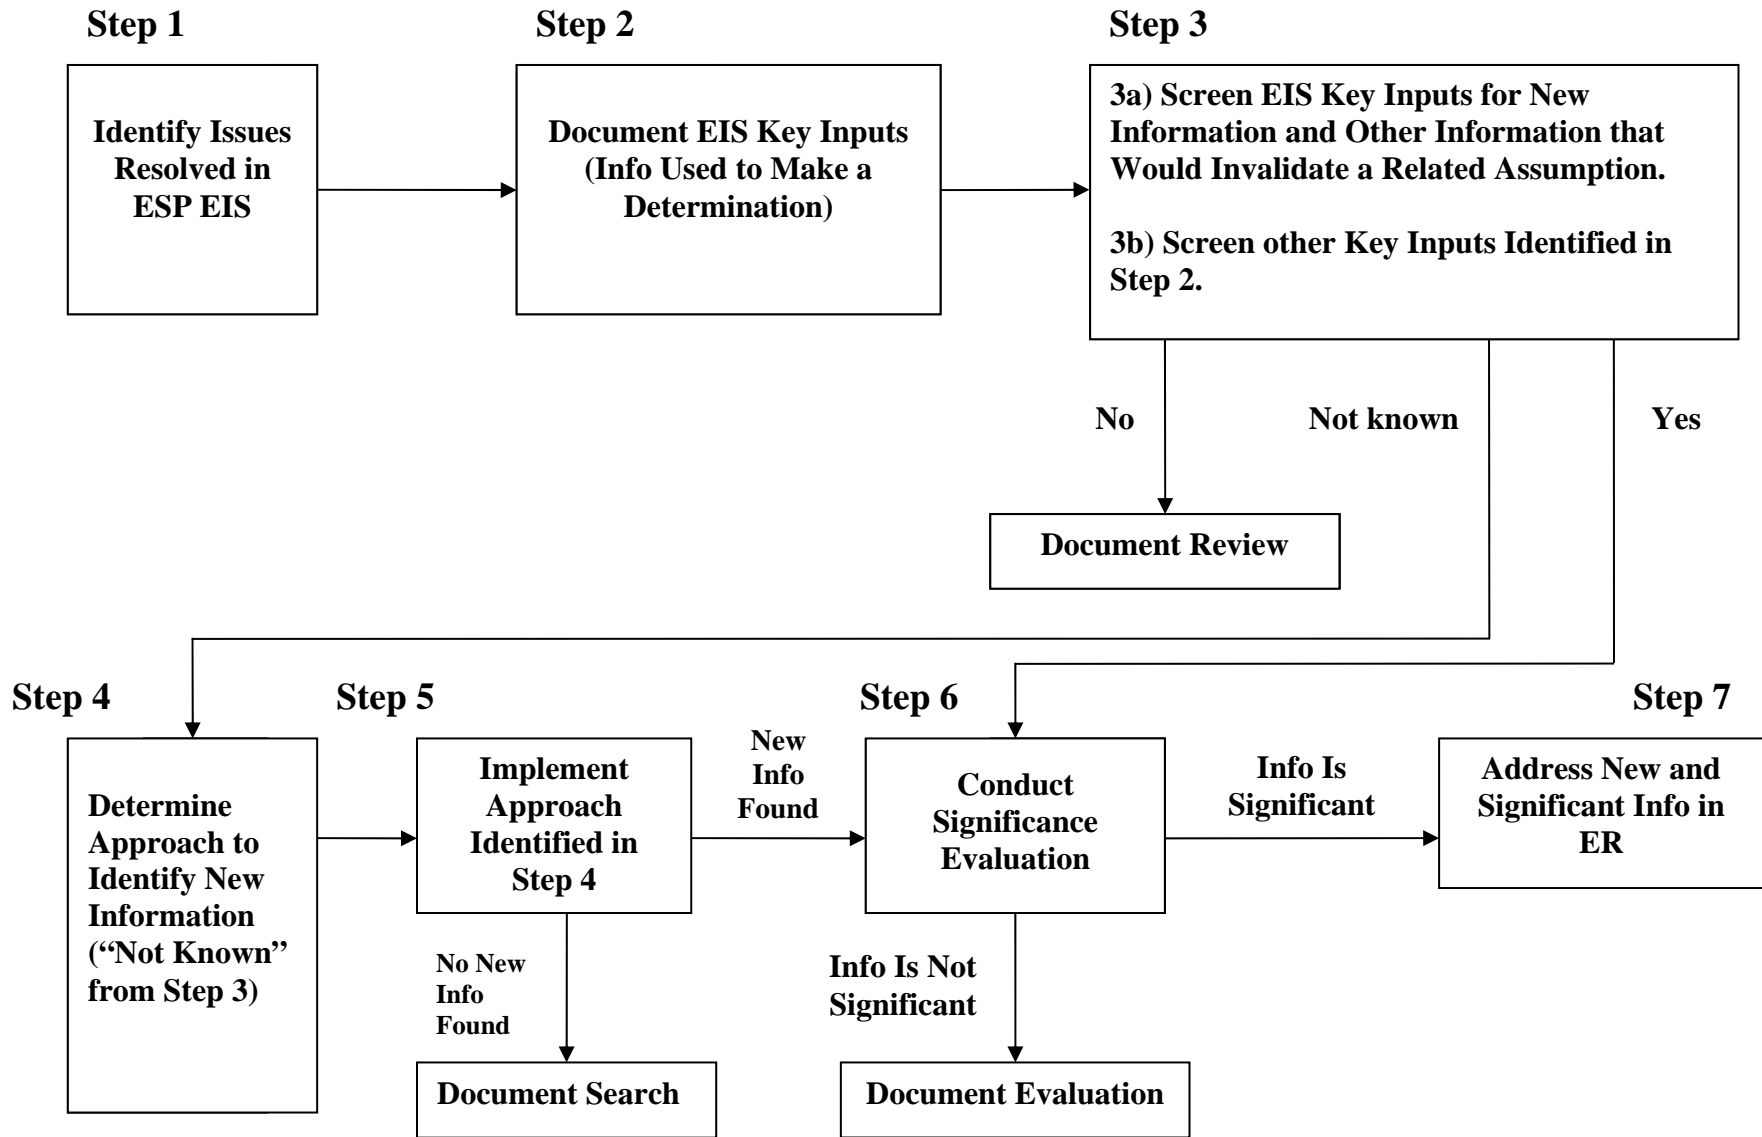 Step 1
Step 2
Step 3
Identify Issues
Resolved in
ESP EIS
Document EIS Key Inputs
(Info Used to Make a
Determination)
3a) Screen EIS Key Inputs for New
Information and Other Information that
Would Invalidate a Related Assumption.
3b) Screen other Key Inputs Identified in
Step 2.
No
Not known
Yes
Document Review
Step 4
Step 5
Step 6
Step 7
Determine
Approach to
Identify New
Information
(“Not Known”
from Step 3)
Implement
Approach
Identified in
Step 4
New
Info
Found
Conduct
Significance
Evaluation
Info Is
Significant
Address New and
Significant Info in
ER
No New
Info
Found
Info Is Not
Significant
Document Search
Document Evaluation